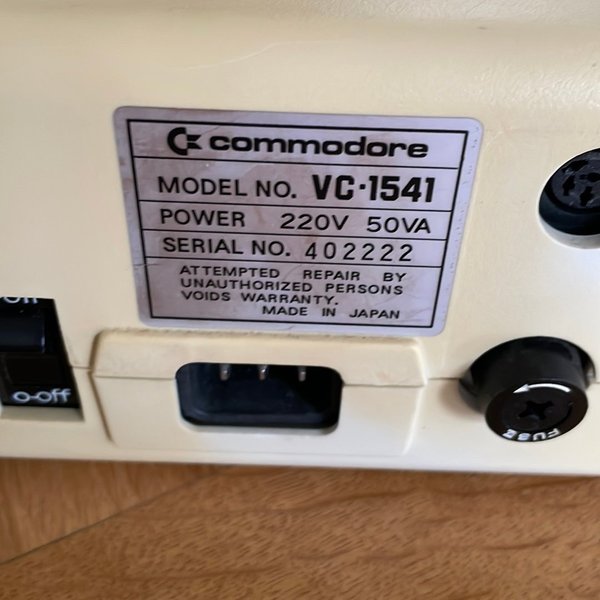 commodore
MODEL NO. VC·1541
POWER 220V 50VA
SERIAL NO. 402222
ATTEMPTED REPAIR BY
UNAUTHORIZED PERSONS
VOIDS WARRANTY.
MADE IN JAPAN
o-off
FUSE